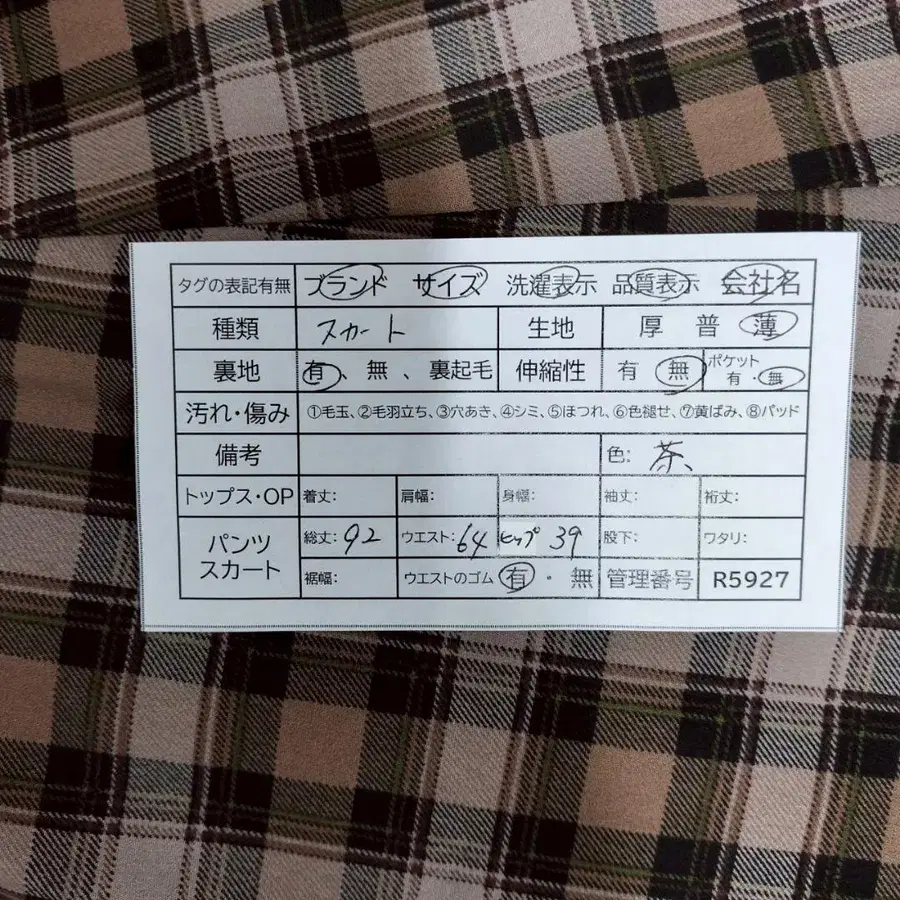 タグの表記有無 ブランド サイズ 洗濯表示 品質表示 会社名
種類 スカート 生地 厚 普 薄
裏地 有、無、裏起毛 伸縮性 有 無 ポケット 有・無
汚れ・傷み ①毛玉、②毛羽立ち、③穴あき、④シミ、⑤ほつれ、⑥色褪せ、⑦黄ばみ、⑧パッド
備考 色: 茶、
トップス・OP 着丈: 肩幅: 身幅: 袖丈: 裄丈:
パンツ スカート 総丈: 92 ウエスト: 64 ヒップ 39 股下: ワタリ:
裾幅: ウエストのゴム 有・無 管理番号 R5927